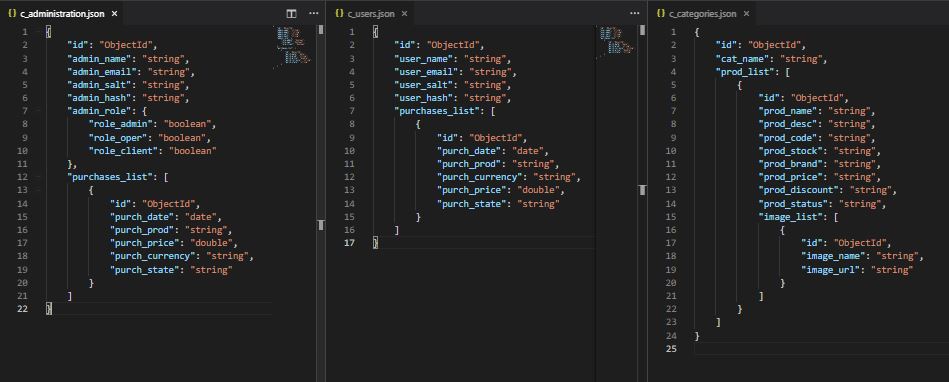 {} c_administration.json ×
1 {
2 "id": "ObjectId",
3 "admin_name": "string",
4 "admin_email": "string",
5 "admin_salt": "string",
6 "admin_hash": "string",
7 "admin_role": {
8 "role_admin": "boolean",
9 "role_oper": "boolean",
10 "role_client": "boolean"
11 },
12 "purchases_list": [
13 {
14 "id": "ObjectId",
15 "purch_date": "date",
16 "purch_prod": "string",
17 "purch_price": "double",
18 "purch_currency": "string",
19 "purch_state": "string"
20 }
21 ]
22 }
{} c_users.json ×
1 {
2 "id": "ObjectId",
3 "user_name": "string",
4 "user_email": "string",
5 "user_salt": "string",
6 "user_hash": "string",
7 "purchases_list": [
8 {
9 "id": "ObjectId",
10 "purch_date": "date",
11 "purch_prod": "string",
12 "purch_currency": "string",
13 "purch_price": "double",
14 "purch_state": "string"
15 }
16 ]
17 }
{} c_categories.json ×
1 {
2 "id": "ObjectId",
3 "cat_name": "string",
4 "prod_list": [
5 {
6 "id": "ObjectId",
7 "prod_name": "string",
8 "prod_desc": "string",
9 "prod_code": "string",
10 "prod_stock": "string",
11 "prod_brand": "string",
12 "prod_price": "string",
13 "prod_discount": "string",
14 "prod_status": "string",
15 "image_list": [
16 {
17 "id": "ObjectId",
18 "image_name": "string",
19 "image_url": "string"
20 }
21 ]
22 }
23 ]
24 }
25